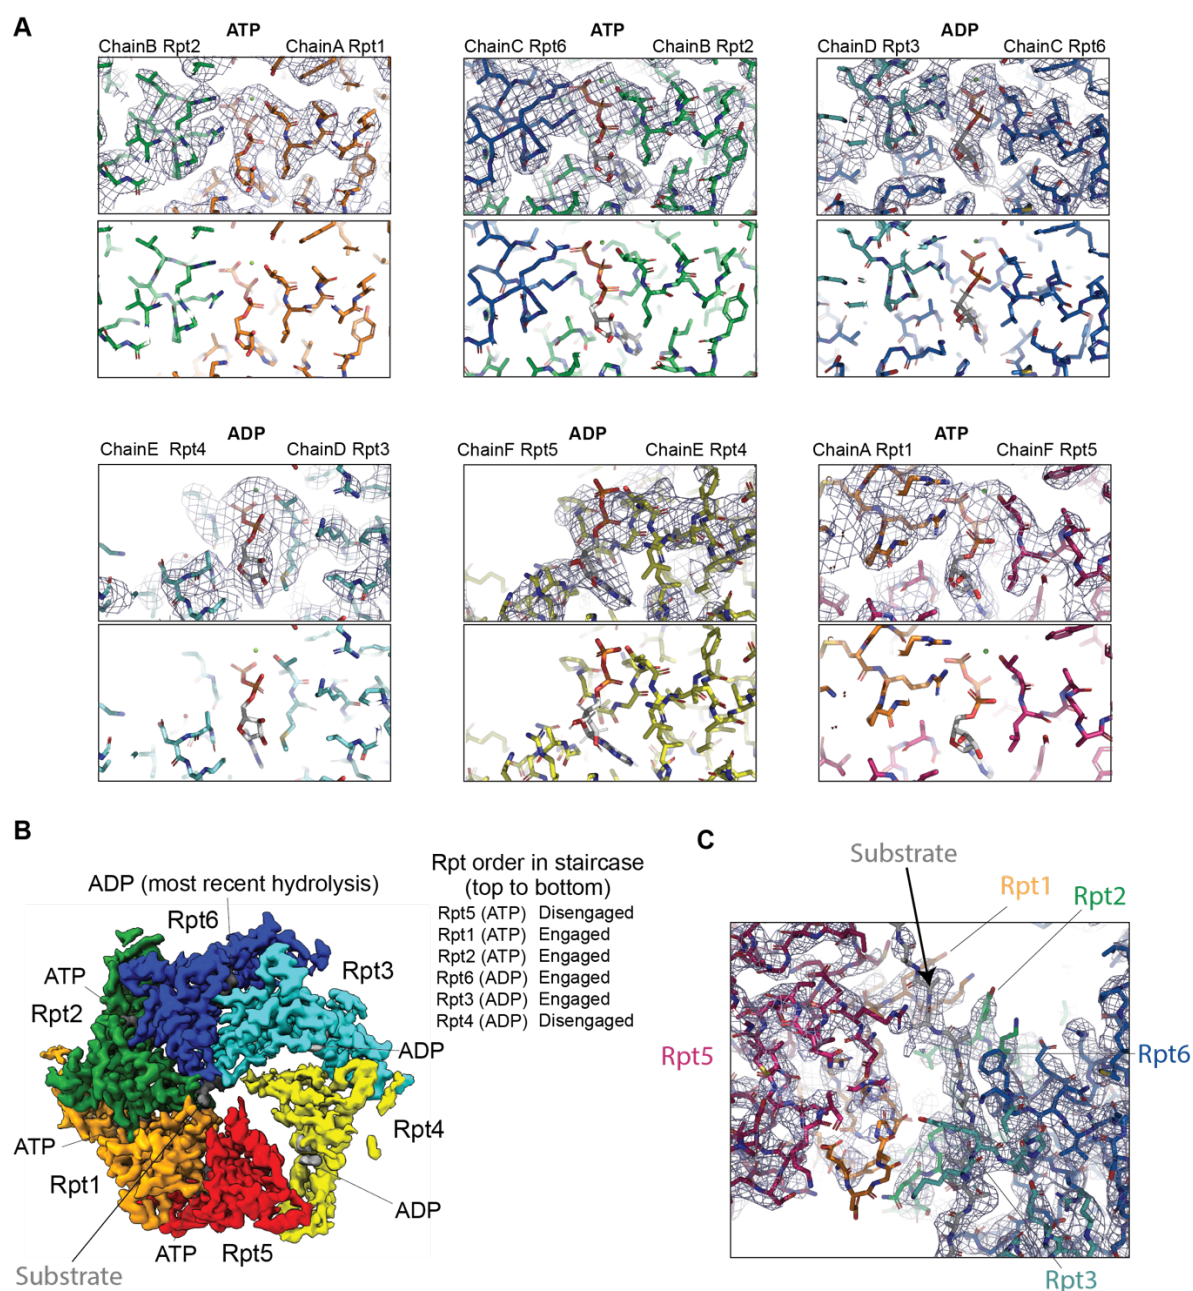 A
ATP
ChainB Rpt2 ChainA Rpt1
ATP
ChainC Rpt6 ChainB Rpt2
ADP
ChainD Rpt3 ChainC Rpt6
ADP
ChainE Rpt4 ChainD Rpt3
ADP
ChainF Rpt5 ChainE Rpt4
ATP
ChainA Rpt1 ChainF Rpt5
B
ADP (most recent hydrolysis)
Rpt6
Rpt3
ATP
Rpt2
ADP
Rpt4
ATP
Rpt1
ADP
ATP
Rpt5
Substrate
Rpt order in staircase
(top to bottom)
Rpt5 (ATP) Disengaged
Rpt1 (ATP) Engaged
Rpt2 (ATP) Engaged
Rpt6 (ADP) Engaged
Rpt3 (ADP) Engaged
Rpt4 (ADP) Disengaged
C
Substrate
Rpt1
Rpt2
Rpt5
Rpt6
Rpt3